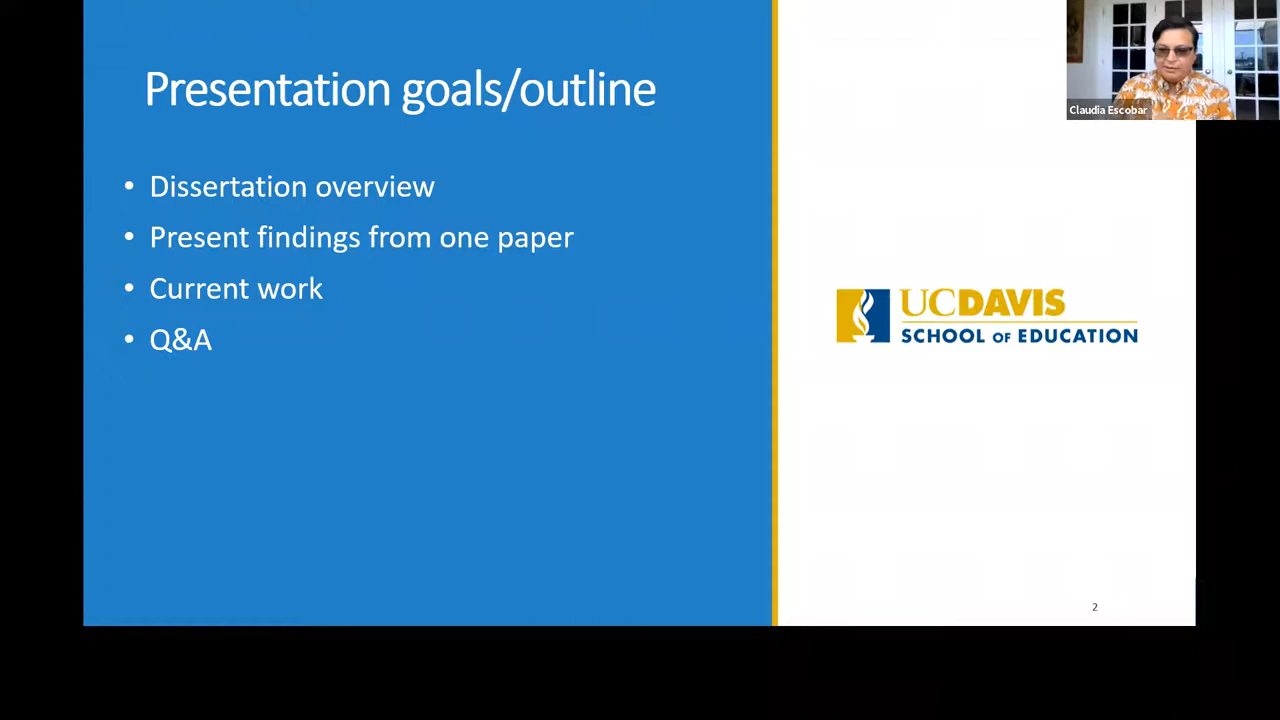 Presentation goals/outline
• Dissertation overview
• Present findings from one paper
• Current work
• Q&A
Claudia Escobar
UCDAVIS
SCHOOL OF EDUCATION
2